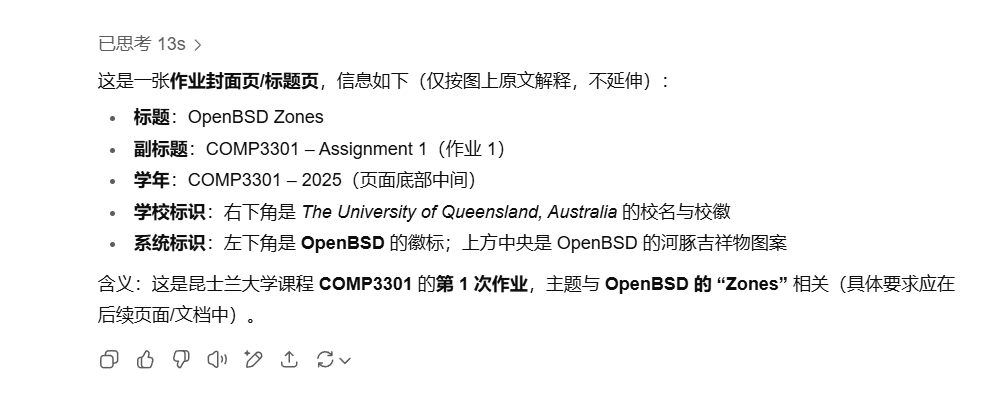 已思考 13s
这是一张作业封面页/标题页，信息如下（仅按图上原文解释，不延伸）：
• 标题：OpenBSD Zones
• 副标题：COMP3301 – Assignment 1（作业 1）
• 学年：COMP3301 – 2025（页面底部中间）
• 学校标识：右下角是 The University of Queensland, Australia 的校名与校徽
• 系统标识：左下角是 OpenBSD 的徽标；上方中央是 OpenBSD 的河豚吉祥物图案
含义：这是昆士兰大学课程 COMP3301 的第 1 次作业，主题与 OpenBSD 的 “Zones” 相关（具体要求应在
后续页面/文档中）。